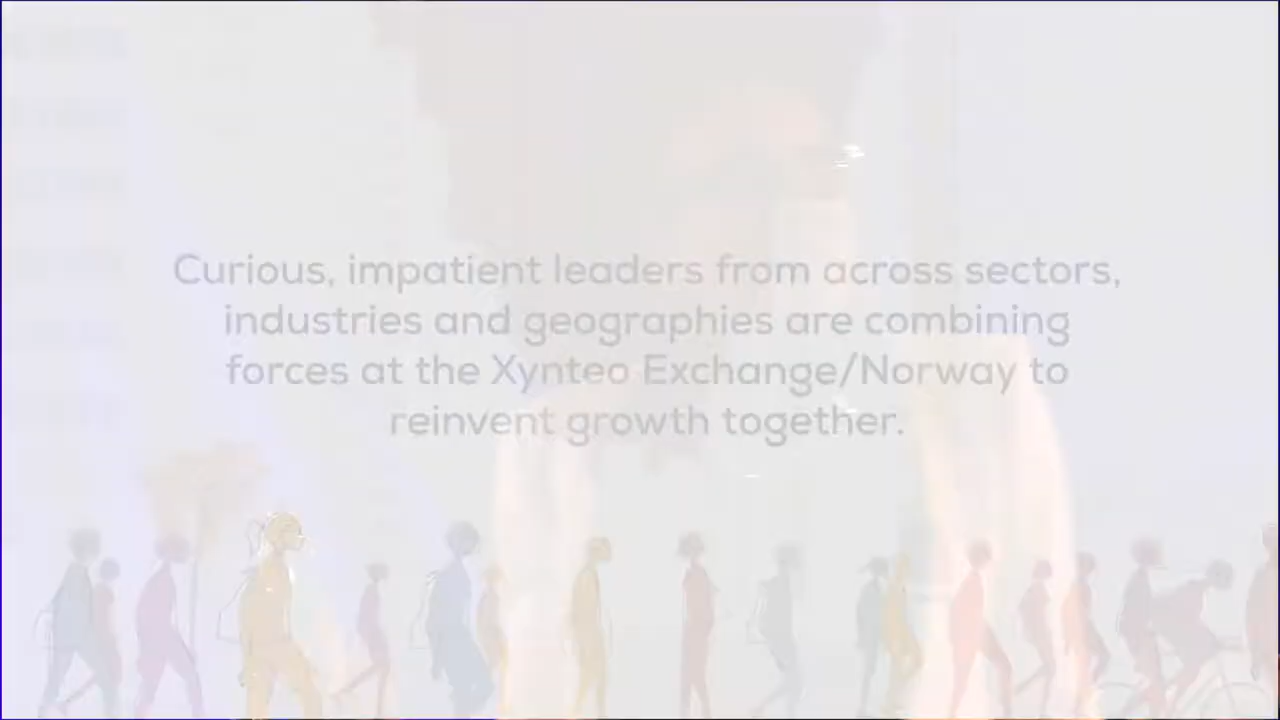 Curious, impatient leaders from across sectors,
industries and geographies are combining
forces at the Xynteo Exchange/Norway to
reinvent growth together.